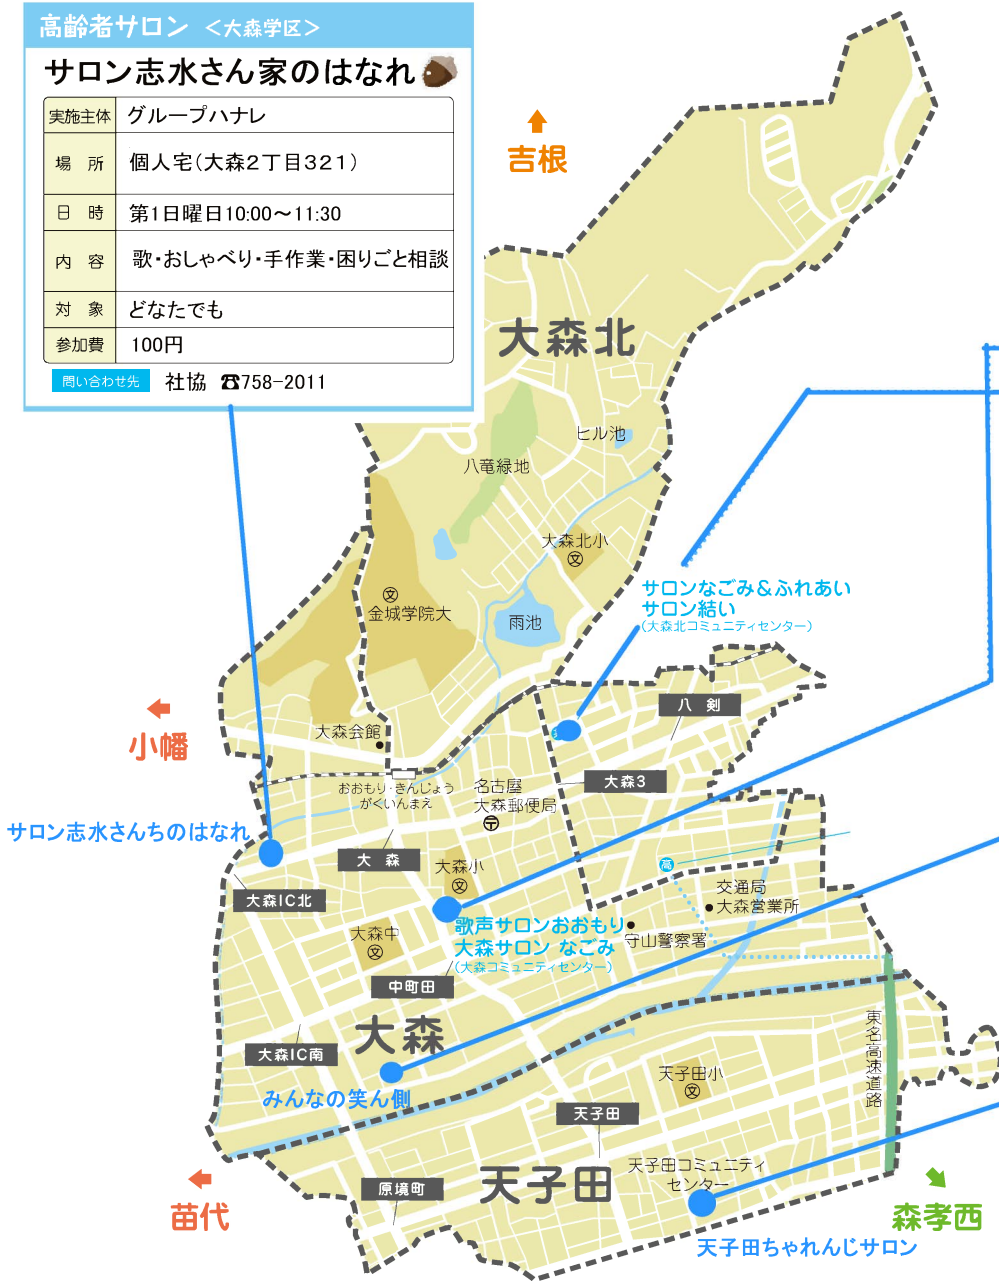 高齢者サロン <大森学区>
サロン志水さん家のはなれ
実施主体 グループハナレ
場所 個人宅(大森2丁目321)
日時 第1日曜日10:00~11:30
内容 歌・おしゃべり・手作業・困りごと相談
対象 どなたでも
参加費 100円
問い合わせ先 社協 ☎758-2011
吉根
大森北
ヒル池
八竜緑地
大森北小
文
文
金城学院大
雨池
サロンなごみ&ふれあい
サロン結い
(大森北コミュニティセンター)
八剣
小幡
大森会館
大森3
おおもり・きんじょう
がくいんまえ
名古屋
大森郵便局
〒
サロン志水さんちのはなれ
大森
大森小
文
高
大森IC北
交通局
大森営業所
歌声サロンおおもり
大森サロン なごみ
(大森コミュニティセンター)
守山警察署
大森中
文
中町田
大森
大森IC南
東名高速道路
みんなの笑ん側
天子田小
文
天子田
天子田コミュニティ
センター
天子田
原境町
苗代
森孝西
天子田ちゃれんじサロン